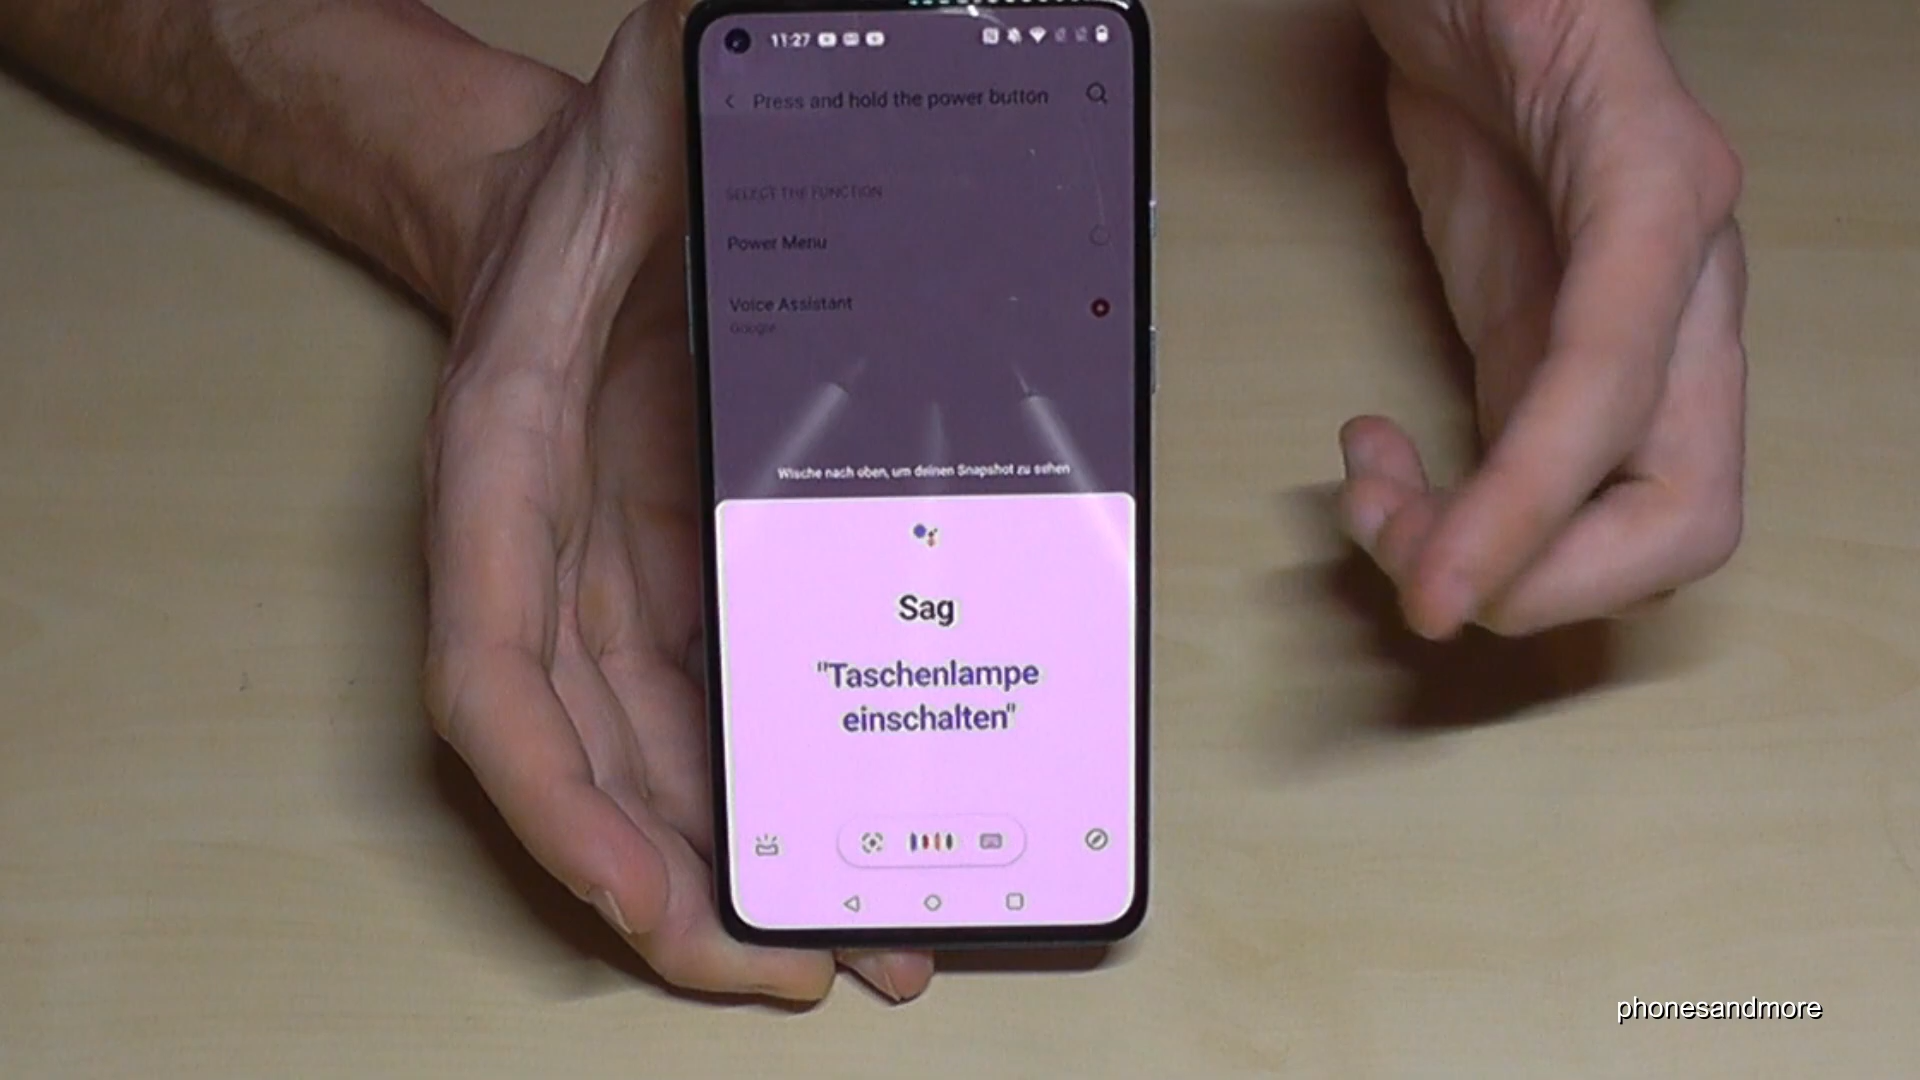 11:27
Press and hold the power button
SELECT THE FUNCTION
Power Menu
Voice Assistant
Google
Wische nach oben, um deinen Snapshot zu sehen
Sag
"Taschenlampe
einschalten"
phonesandmore